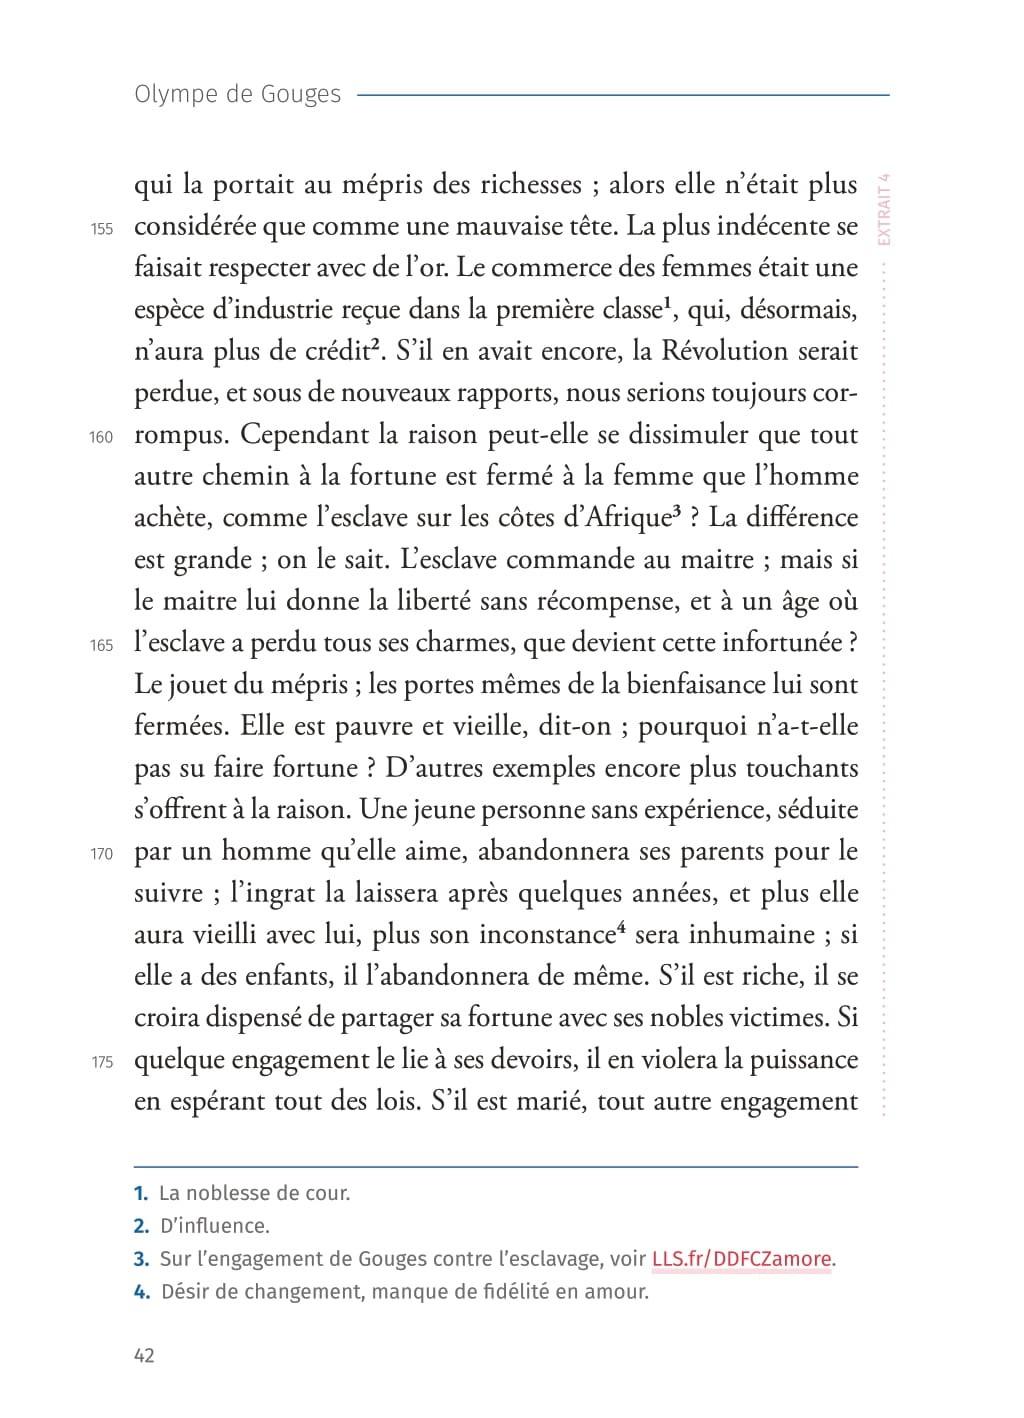 Olympe de Gouges
qui la portait au mépris des richesses ; alors elle n’était plus
155 considérée que comme une mauvaise tête. La plus indécente se
faisait respecter avec de l’or. Le commerce des femmes était une
espèce d’industrie reçue dans la première classe¹, qui, désormais,
n’aura plus de crédit². S’il en avait encore, la Révolution serait
perdue, et sous de nouveaux rapports, nous serions toujours cor-
160 rompus. Cependant la raison peut-elle se dissimuler que tout
autre chemin à la fortune est fermé à la femme que l’homme
achète, comme l’esclave sur les côtes d’Afrique³ ? La différence
est grande ; on le sait. L’esclave commande au maitre ; mais si
le maitre lui donne la liberté sans récompense, et à un âge où
165 l’esclave a perdu tous ses charmes, que devient cette infortunée ?
Le jouet du mépris ; les portes mêmes de la bienfaisance lui sont
fermées. Elle est pauvre et vieille, dit-on ; pourquoi n’a-t-elle
pas su faire fortune ? D’autres exemples encore plus touchants
s’offrent à la raison. Une jeune personne sans expérience, séduite
170 par un homme qu’elle aime, abandonnera ses parents pour le
suivre ; l’ingrat la laissera après quelques années, et plus elle
aura vieilli avec lui, plus son inconstance⁴ sera inhumaine ; si
elle a des enfants, il l’abandonnera de même. S’il est riche, il se
croira dispensé de partager sa fortune avec ses nobles victimes. Si
175 quelque engagement le lie à ses devoirs, il en violera la puissance
en espérant tout des lois. S’il est marié, tout autre engagement
EXTRAIT 4
1. La noblesse de cour.
2. D’influence.
3. Sur l’engagement de Gouges contre l’esclavage, voir LLS.fr/DDFCZamore.
4. Désir de changement, manque de fidélité en amour.
42